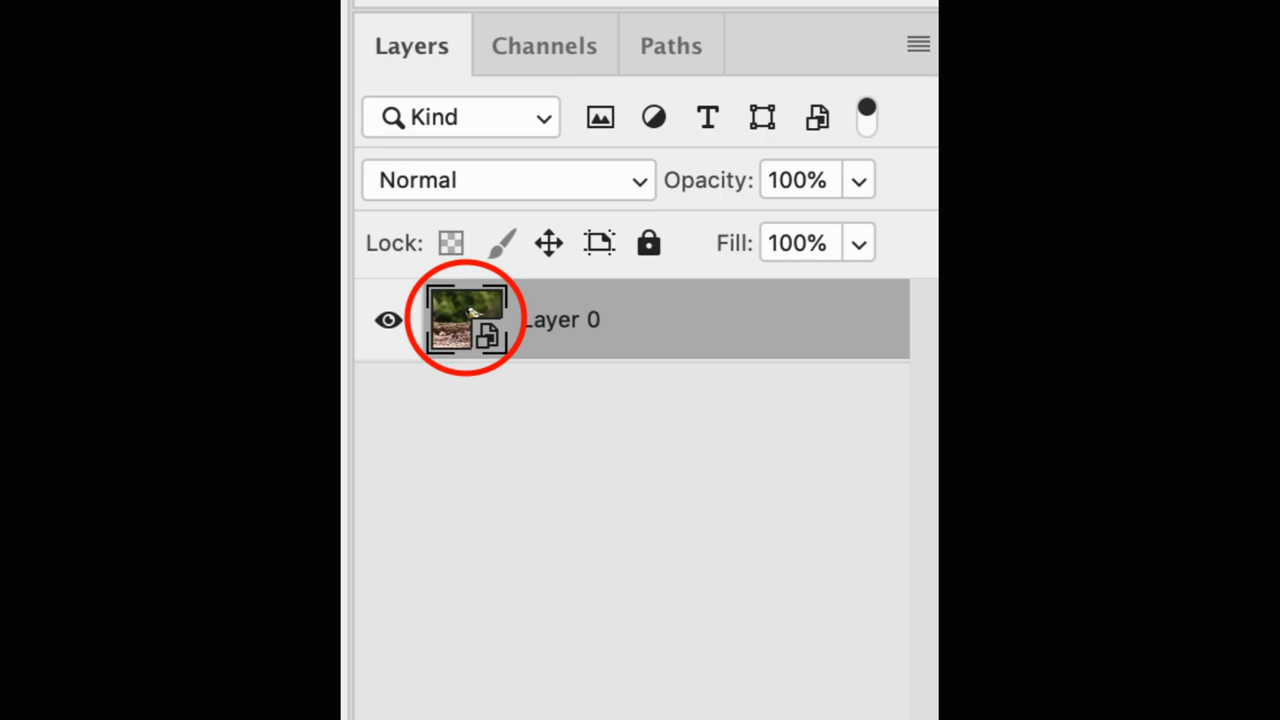 Layers Channels Paths
Kind
Normal Opacity: 100%
Lock: Fill: 100%
Layer 0